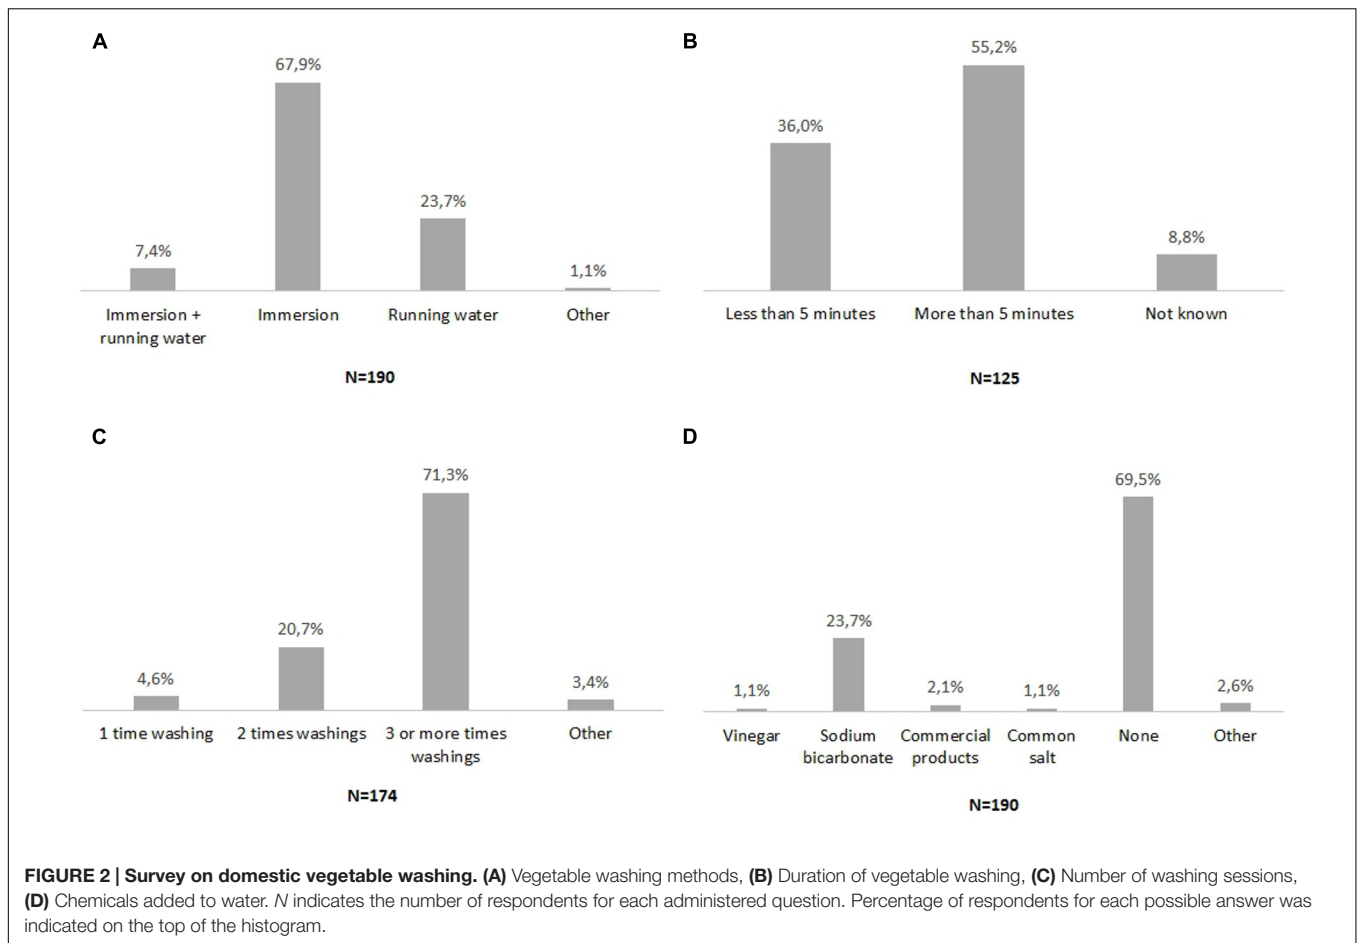 A
67,9%
23,7%
7,4%
1,1%
Immersion +
running water
Immersion
Running water
Other
N=190
B
55,2%
36,0%
8,8%
Less than 5 minutes
More than 5 minutes
Not known
N=125
C
71,3%
20,7%
4,6%
3,4%
1 time washing
2 times washings
3 or more times
washings
Other
N=174
D
69,5%
23,7%
1,1%
2,1%
1,1%
2,6%
Vinegar
Sodium
bicarbonate
Commercial
products
Common
salt
None
Other
N=190
FIGURE 2 | Survey on domestic vegetable washing. (A) Vegetable washing methods, (B) Duration of vegetable washing, (C) Number of washing sessions,
(D) Chemicals added to water. N indicates the number of respondents for each administered question. Percentage of respondents for each possible answer was
indicated on the top of the histogram.